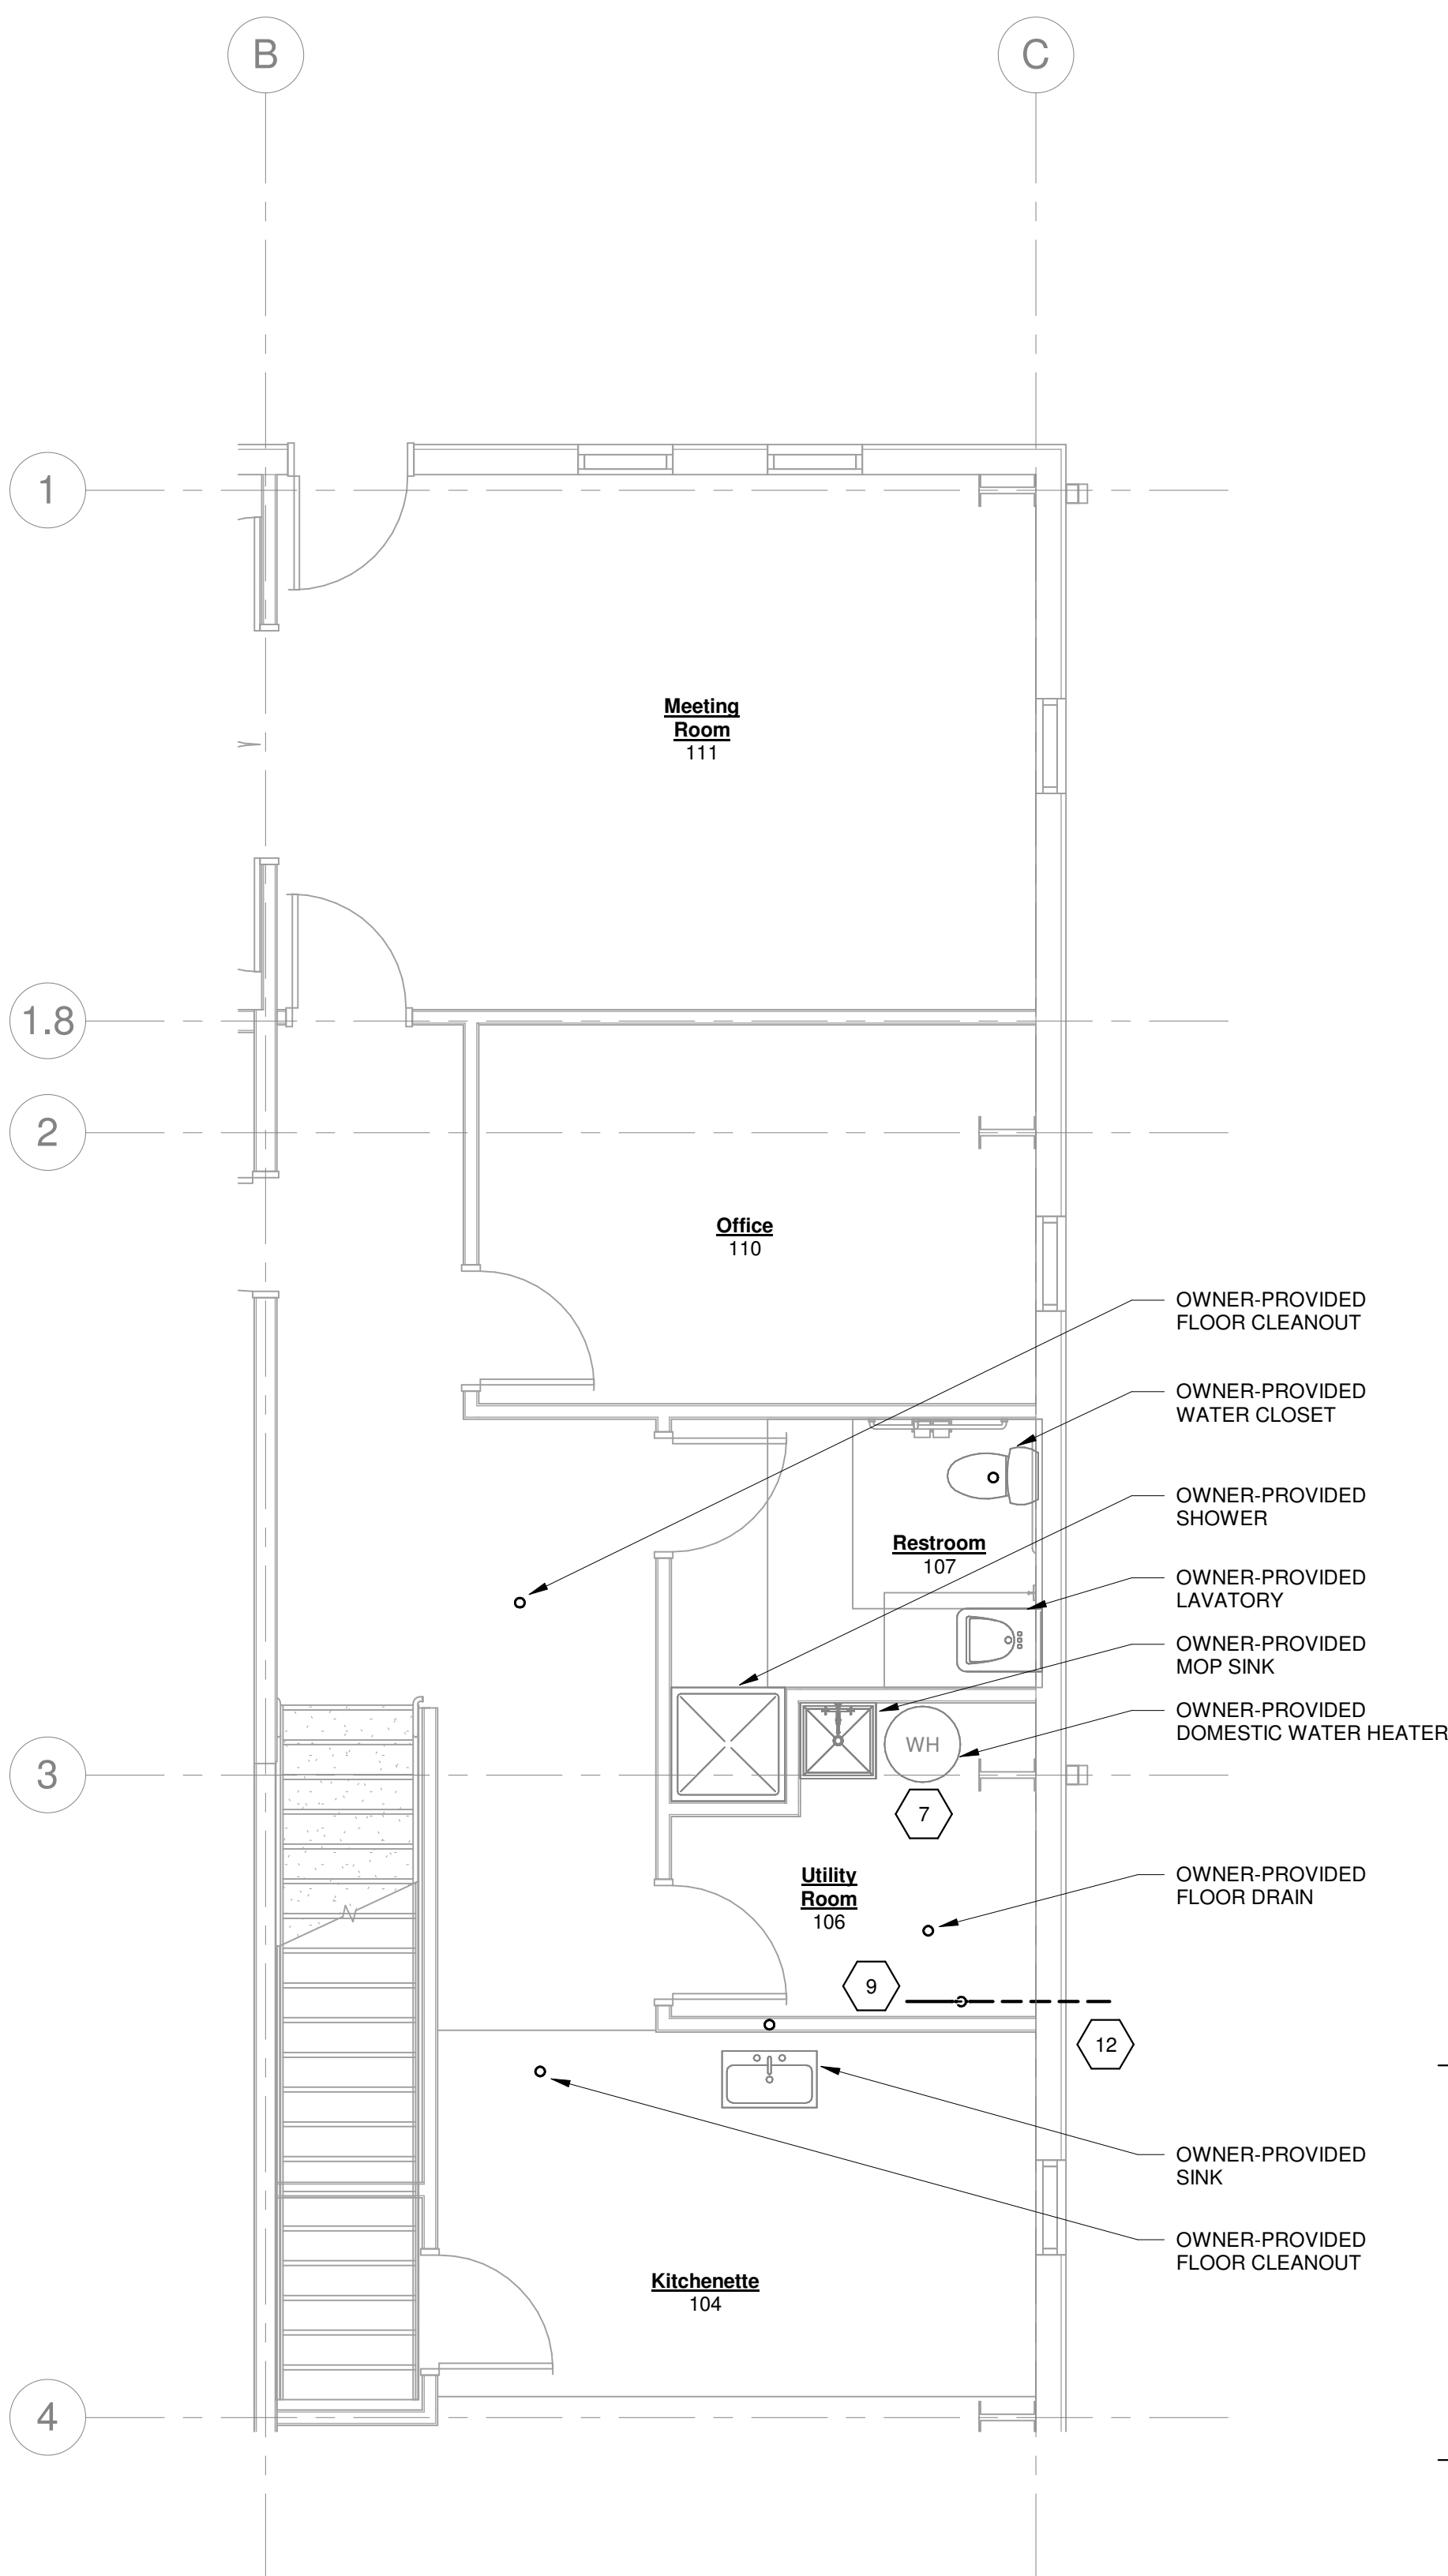 B
C
1
Meeting
Room
111
1.8
2
Office
110
OWNER-PROVIDED
FLOOR CLEANOUT
OWNER-PROVIDED
WATER CLOSET
OWNER-PROVIDED
SHOWER
Restroom
107
OWNER-PROVIDED
LAVATORY
OWNER-PROVIDED
MOP SINK
OWNER-PROVIDED
DOMESTIC WATER HEATER
WH
3
7
Utility
Room
106
OWNER-PROVIDED
FLOOR DRAIN
9
12
OWNER-PROVIDED
SINK
OWNER-PROVIDED
FLOOR CLEANOUT
Kitchenette
104
4